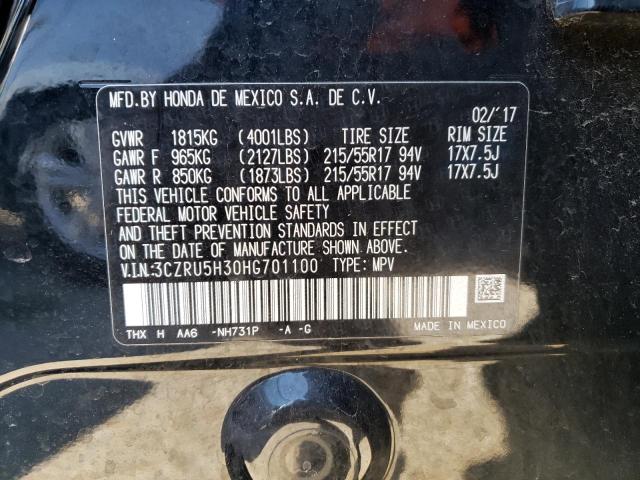 MFD.BY HONDA DE MEXICO S.A. DE C.V.
02/'17
GVWR 1815KG (4001LBS) TIRE SIZE RIM SIZE
GAWR F 965KG (2127LBS) 215/55R17 94V 17X7.5J
GAWR R 850KG (1873LBS) 215/55R17 94V 17X7.5J
THIS VEHICLE CONFORMS TO ALL APPLICABLE
FEDERAL MOTOR VEHICLE SAFETY
AND THEFT PREVENTION STANDARDS IN EFFECT
ON THE DATE OF MANUFACTURE SHOWN ABOVE.
V.I.N:3CZRU5H30HG701100 TYPE: MPV
THX H AA6 -NH731P -A -G MADE IN MEXICO